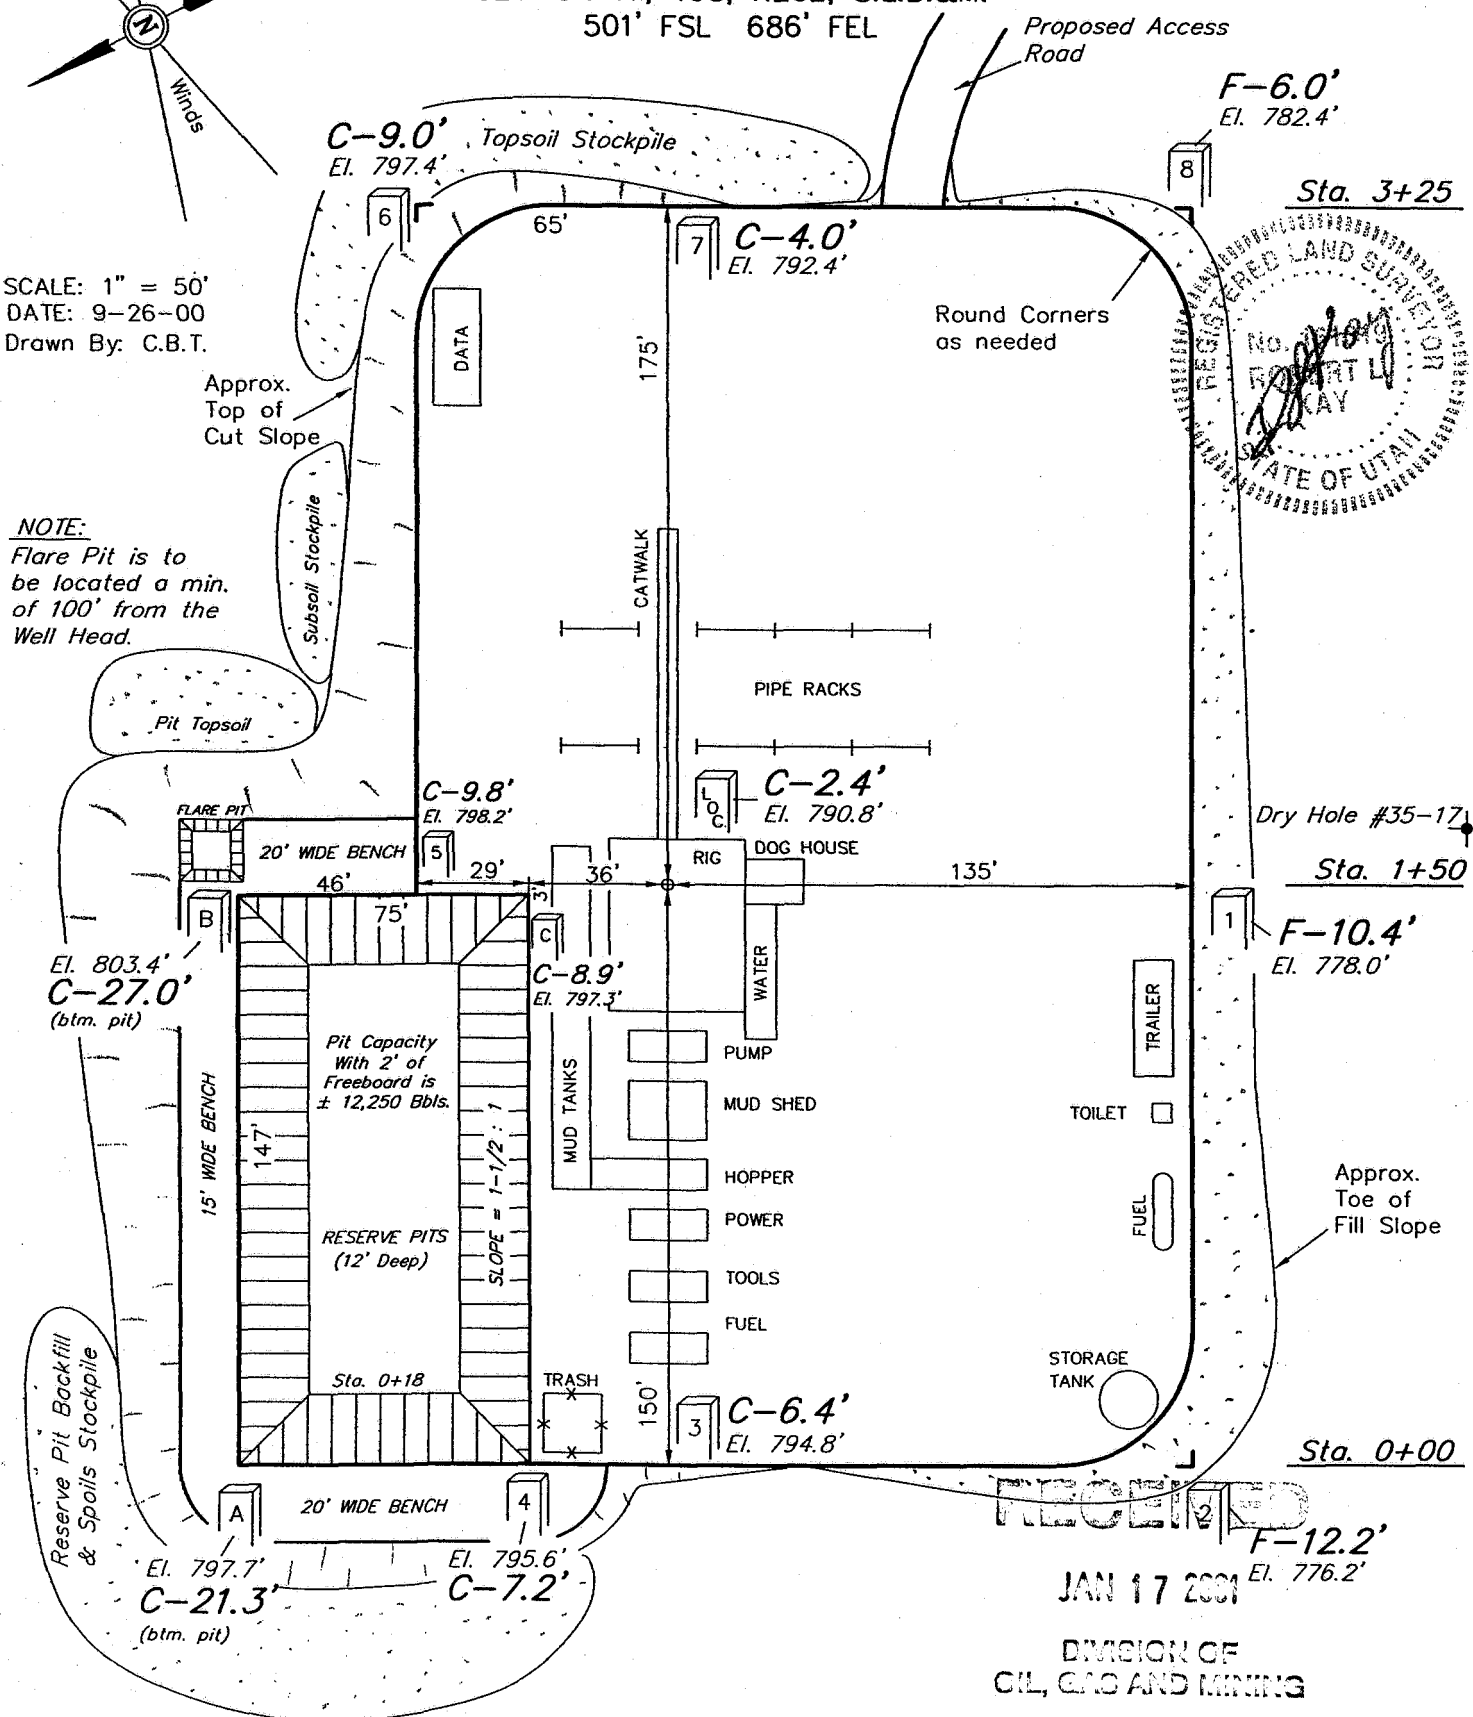 501' FSL 686' FEL
N
Winds
Proposed Access
Road
F-6.0'
El. 782.4'
8
C-9.0'
El. 797.4'
6
Topsoil Stockpile
Sta. 3+25
65'
7
C-4.0'
El. 792.4'
SCALE: 1" = 50'
DATE: 9-26-00
Drawn By: C.B.T.
DATA
175'
Round Corners
as needed
REGISTERED LAND SURVEYOR
No.
ROBERT L.
KAY
STATE OF UTAH
Approx.
Top of
Cut Slope
Subsoil Stockpile
NOTE:
Flare Pit is to
be located a min.
of 100' from the
Well Head.
CATWALK
PIPE RACKS
Pit Topsoil
FLARE PIT
C-9.8'
El. 798.2'
5
LOC.
C-2.4'
El. 790.8'
Dry Hole #35-17
20' WIDE BENCH
RIG
DOG HOUSE
Sta. 1+50
46'
29'
36'
135'
75'
3'
B
El. 803.4'
C-27.0'
(btm. pit)
C
C-8.9'
El. 797.3'
1
F-10.4'
El. 778.0'
WATER
TRAILER
Pit Capacity
With 2' of
Freeboard is
± 12,250 Bbls.
PUMP
MUD SHED
MUD TANKS
TOILET
15' WIDE BENCH
147'
SLOPE = 1-1/2 : 1
HOPPER
POWER
FUEL
Approx.
Toe of
Fill Slope
RESERVE PITS
(12' Deep)
TOOLS
FUEL
STORAGE
TANK
Reserve Pit Backfill
& Spoils Stockpile
Sta. 0+18
TRASH
150'
3
C-6.4'
El. 794.8'
Sta. 0+00
A
20' WIDE BENCH
4
RECEIVED
2
F-12.2'
El. 776.2'
El. 797.7'
C-21.3'
(btm. pit)
El. 795.6'
C-7.2'
JAN 17 2001
DIVISION OF
OIL, GAS AND MINING